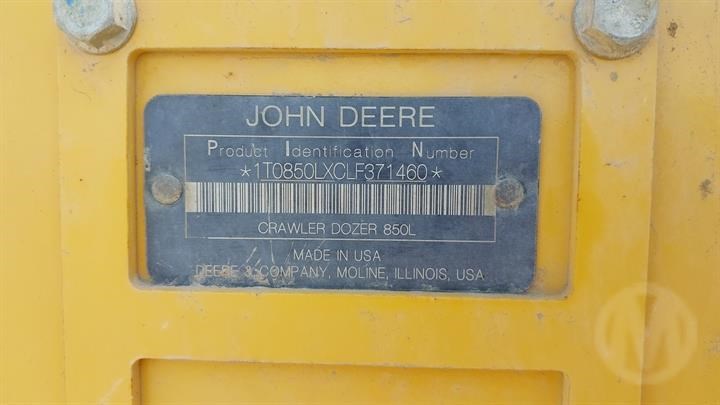 JOHN DEERE
Product Identification Number
*1T0850LXCLF371460*
CRAWLER DOZER 850L
MADE IN USA
DEERE & COMPANY, MOLINE, ILLINOIS, USA
M